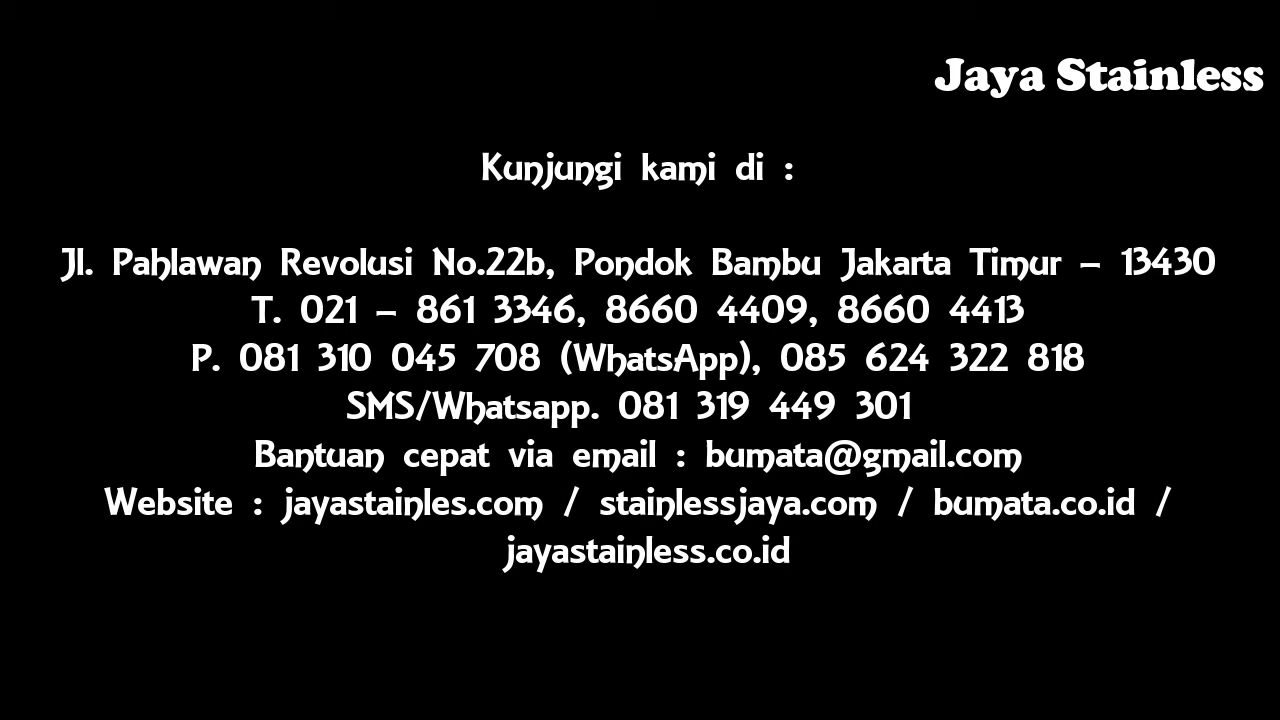 Jaya Stainless
Kunjungi kami di :
Jl. Pahlawan Revolusi No.22b, Pondok Bambu Jakarta Timur – 13430
T. 021 – 861 3346, 8660 4409, 8660 4413
P. 081 310 045 708 (WhatsApp), 085 624 322 818
SMS/Whatsapp. 081 319 449 301
Bantuan cepat via email : bumata@gmail.com
Website : jayastainles.com / stainlessjaya.com / bumata.co.id /
jayastainless.co.id